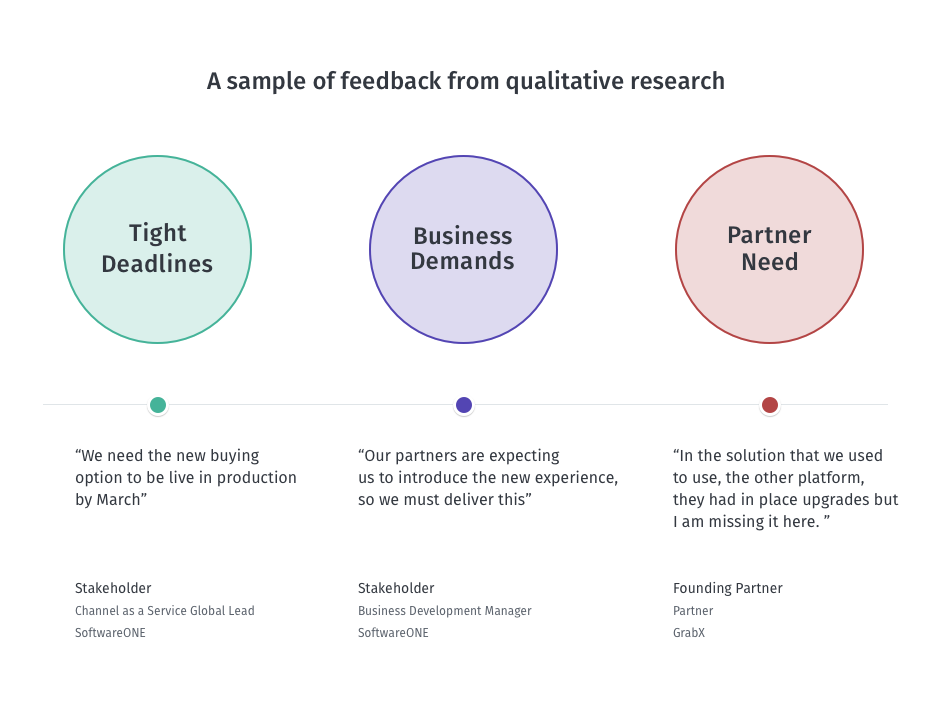 A sample of feedback from qualitative research
Tight
Deadlines
Business
Demands
Partner
Need
“We need the new buying
option to be live in production
by March”
“Our partners are expecting
us to introduce the new experience,
so we must deliver this”
“In the solution that we used
to use, the other platform,
they had in place upgrades but
I am missing it here. ”
Stakeholder
Channel as a Service Global Lead
SoftwareONE
Stakeholder
Business Development Manager
SoftwareONE
Founding Partner
Partner
GrabX